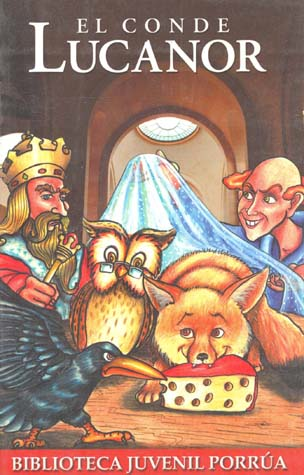 EL CONDE
LUCANOR
BIBLIOTECA JUVENIL PORRÚA